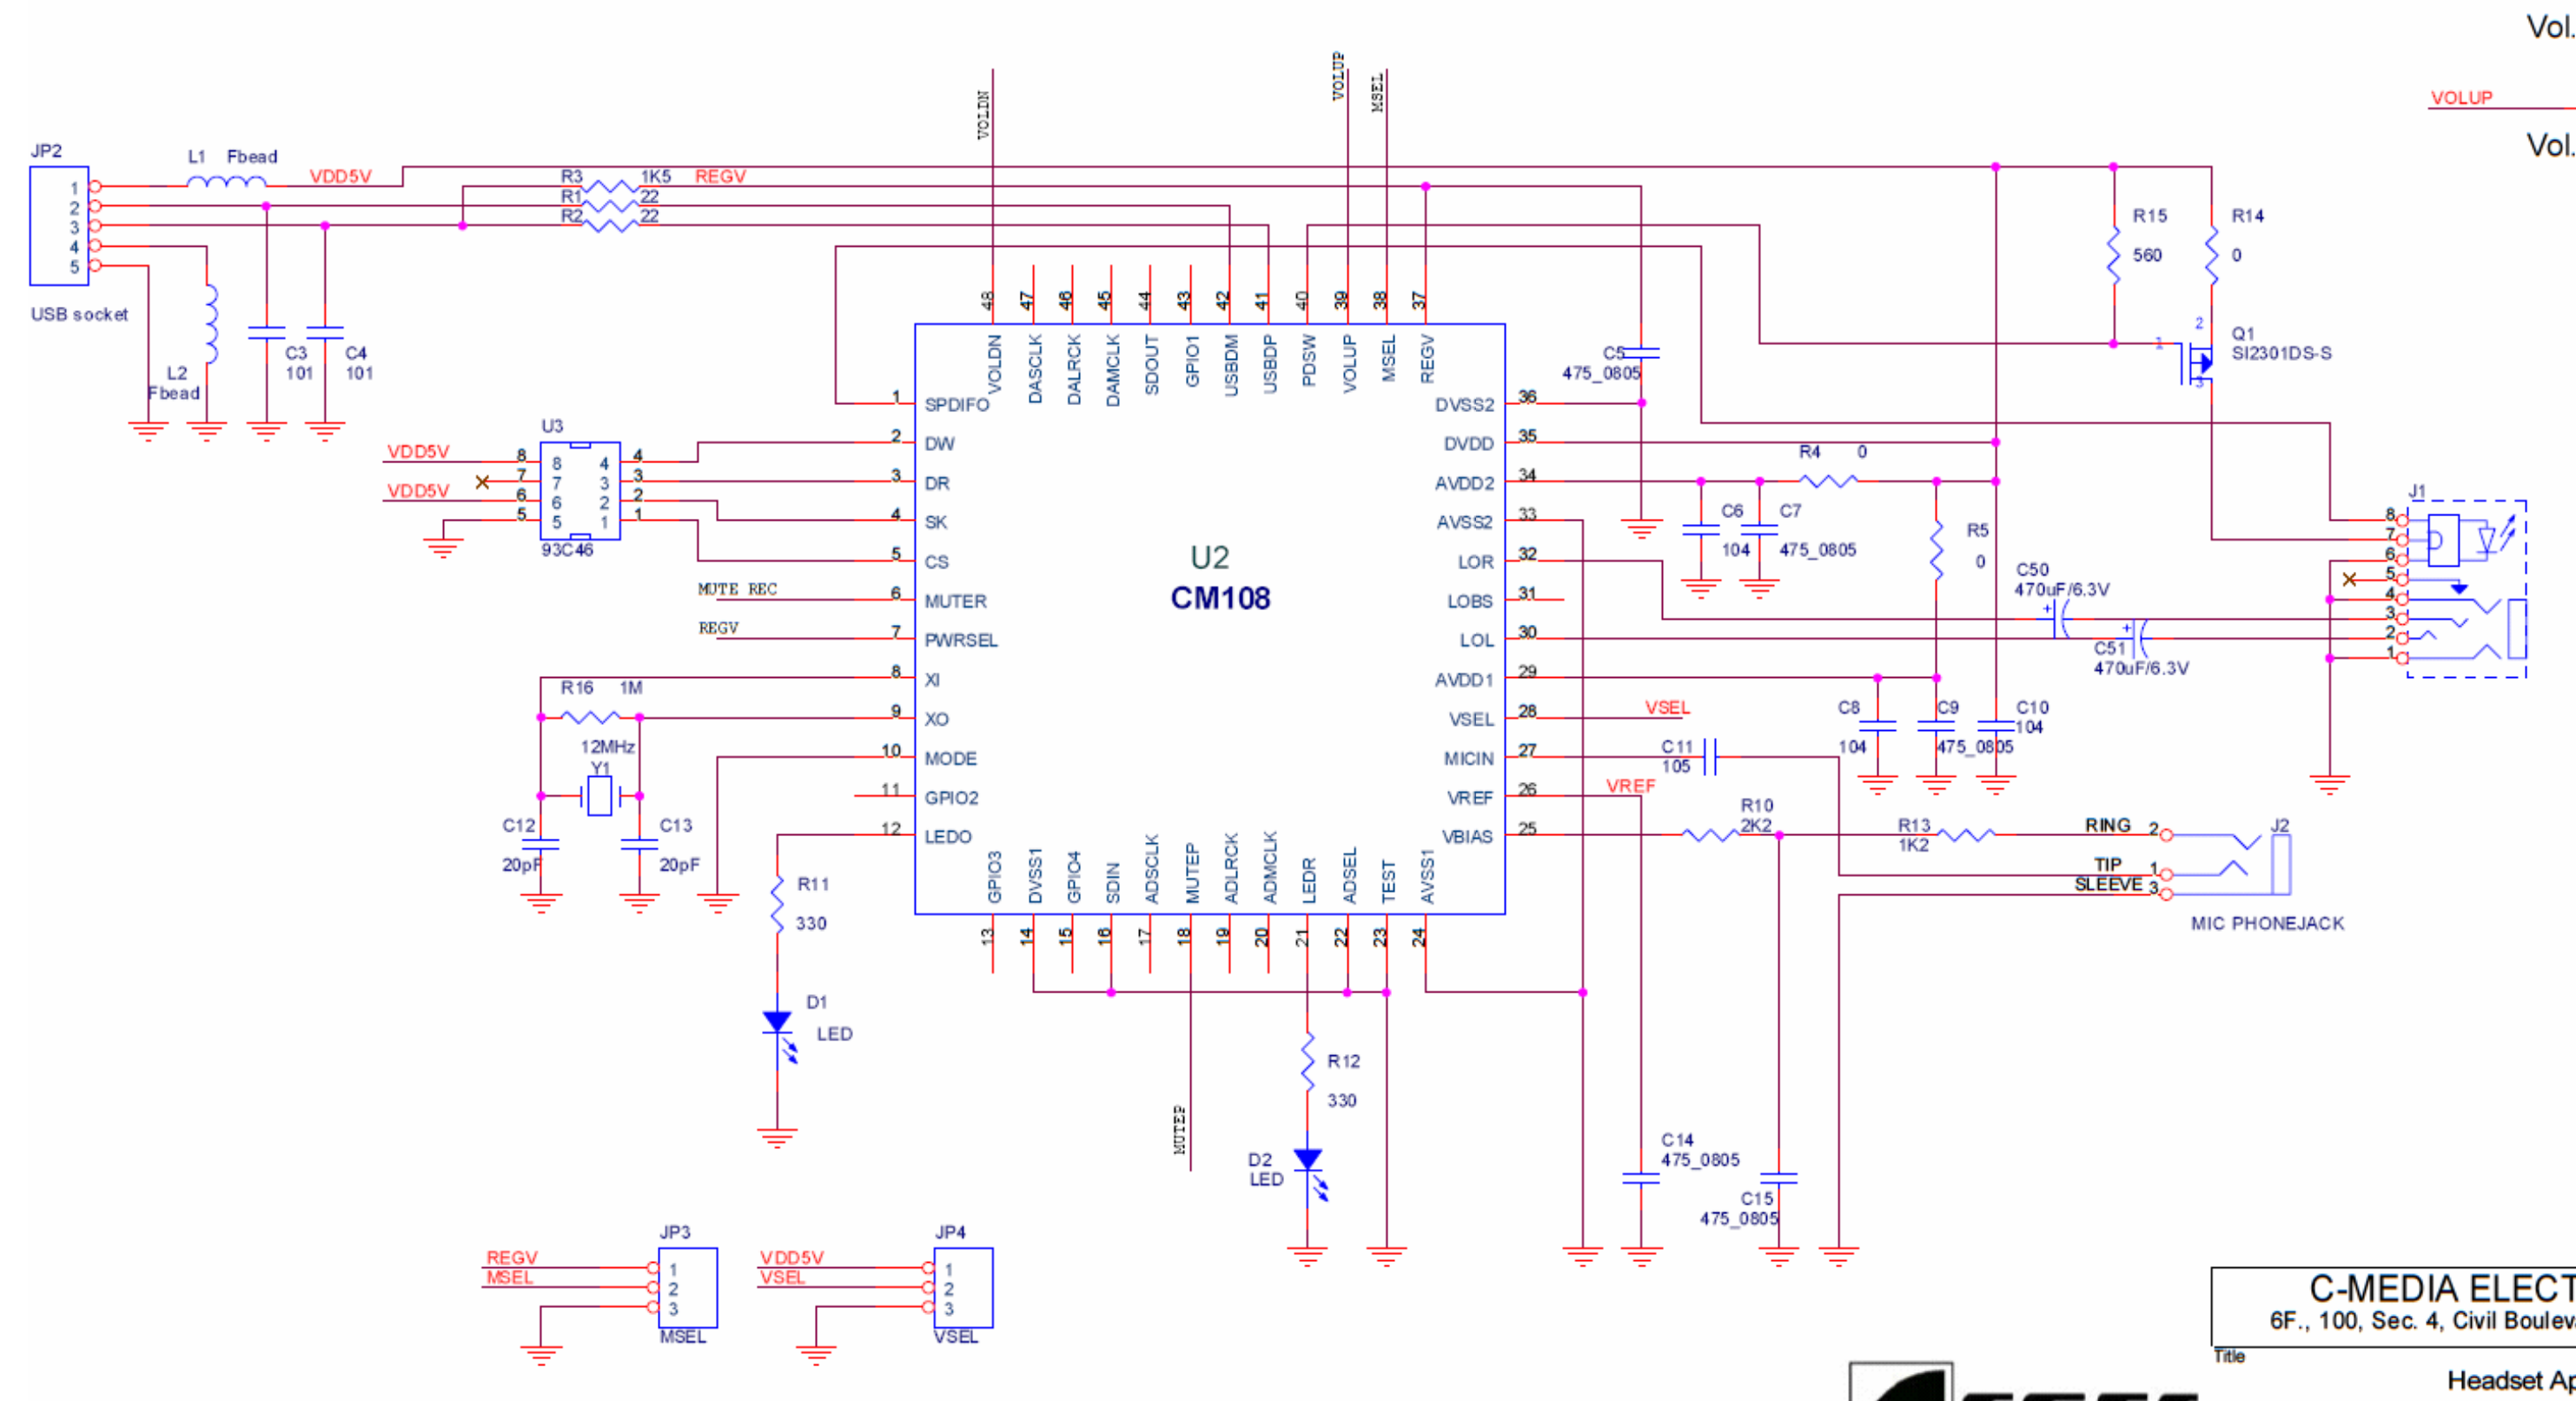 Vol.
VOLUP
Vol.
VOLDN
VOLUP
MSEL
JP2
L1 Fbead
VDD5V
R3 1K5 REGV
R1 22
R2 22
1
2
3
4
5
USB socket
L2
Fbead
C3
101
C4
101
R15
560
R14
0
2
Q1
SI2301DS-S
1
3
48 47 46 45 44 43 42 41 40 39 38 37
VOLDN DASCLK DALRCK DAMCLK SDOUT GPIO1 USBDM USBDP PDSW VOLUP MSEL REGV
C5
475_0805
U3
VDD5V 8 8 4 4
7 7 3 3
VDD5V 6 6 2 2
5 5 1 1
93C46
1 SPDIFO
2 DW
3 DR
4 SK
5 CS
MUTE REC 6 MUTER
REGV 7 PWRSEL
8 XI
9 XO
10 MODE
11 GPIO2
12 LEDO
U2
CM108
DVSS2 36
DVDD 35
AVDD2 34
AVSS2 33
LOR 32
LOBS 31
LOL 30
AVDD1 29
VSEL 28 VSEL
MICIN 27
VREF 26 VREF
VBIAS 25
R4 0
C6
104
C7
475_0805
R5
0
C50
470uF/6.3V
+
+
C51
470uF/6.3V
J1
8
7
6
5
4
3
2
1
R16 1M
12MHz
Y1
C12
20pF
C13
20pF
C8
104
C9
475_0805
C10
104
C11
105
R10
2K2
R13
1K2
RING 2
TIP 1
SLEEVE 3
J2
MIC PHONEJACK
GPIO3 DVSS1 GPIO4 SDIN ADSCLK MUTEP ADLRCK ADMCLK LEDR ADSEL TEST AVSS1
13 14 15 16 17 18 19 20 21 22 23 24
R11
330
D1
LED
R12
330
MUTEP
D2
LED
C14
475_0805
C15
475_0805
JP3
REGV 1
MSEL 2
3
MSEL
JP4
VDD5V 1
VSEL 2
3
VSEL
C-MEDIA ELECT
6F., 100, Sec. 4, Civil Boulev
Title
Headset Ap